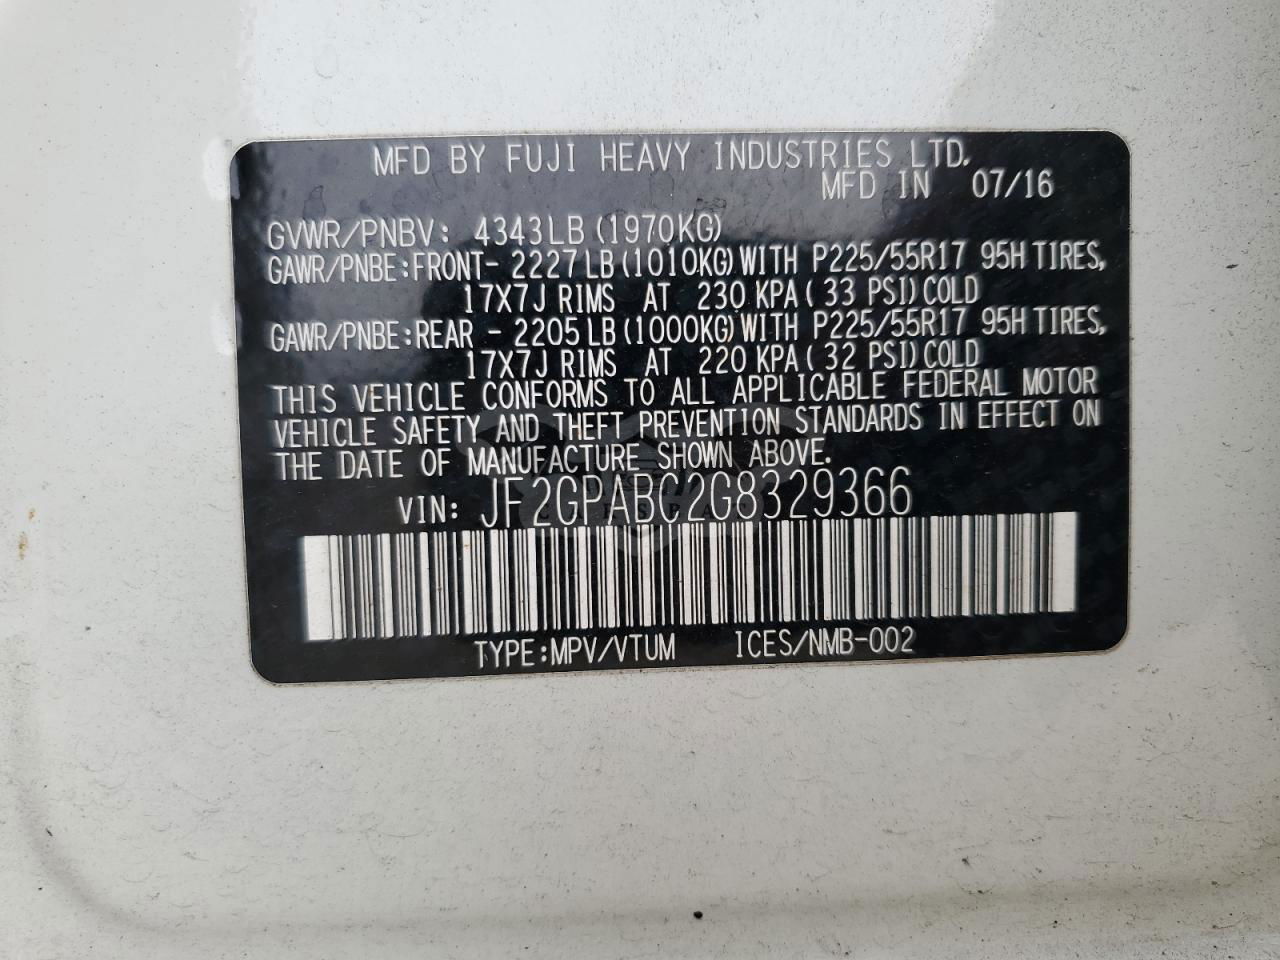 MFD BY FUJI HEAVY INDUSTRIES LTD.
MFD IN 07/16
GVWR/PNBV: 4343LB (1970KG)
GAWR/PNBE:FRONT- 2227LB (1010KG) WITH P225/55R17 95H TIRES,
17X7J RIMS AT 230 KPA (33 PSI) COLD
GAWR/PNBE:REAR - 2205LB (1000KG) WITH P225/55R17 95H TIRES,
17X7J RIMS AT 220 KPA (32 PSI) COLD
THIS VEHICLE CONFORMS TO ALL APPLICABLE FEDERAL MOTOR
VEHICLE SAFETY AND THEFT PREVENTION STANDARDS IN EFFECT ON
THE DATE OF MANUFACTURE SHOWN ABOVE.
VIN: JF2GPABC2G8329366
TYPE:MPV/VTUM ICES/NMB-002